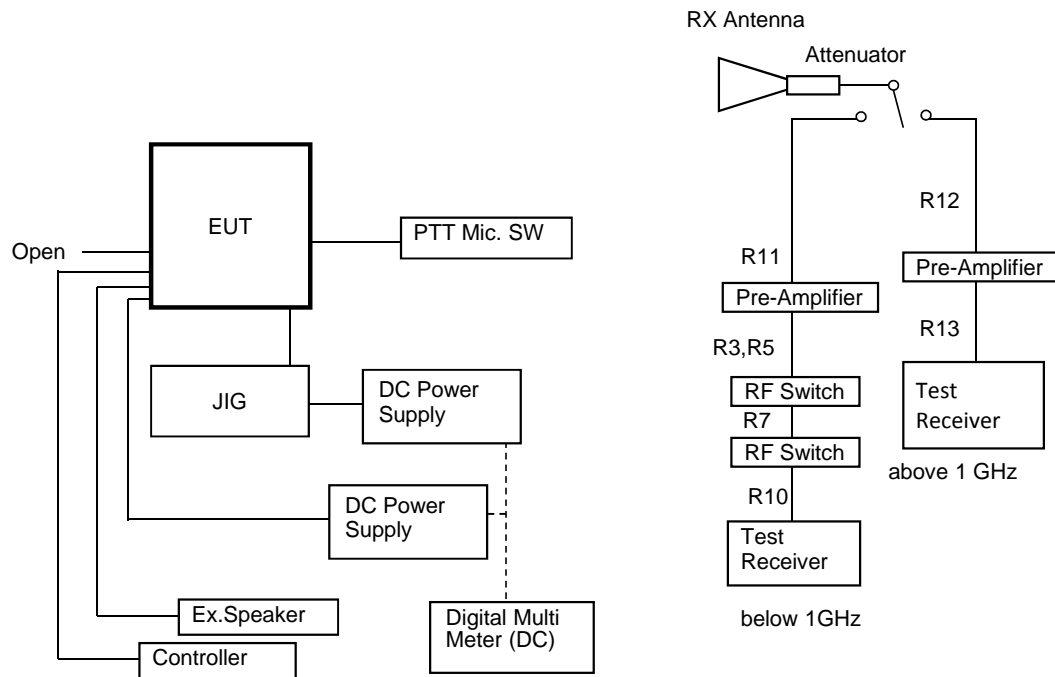 RX Antenna
Attenuator
EUT
PTT Mic. SW
Open
JIG
DC Power
Supply
DC Power
Supply
Ex.Speaker
Controller
Digital Multi
Meter (DC)
R11
Pre-Amplifier
R3,R5
RF Switch
R7
RF Switch
R10
Test
Receiver
below 1GHz
R12
Pre-Amplifier
R13
Test
Receiver
above 1 GHz